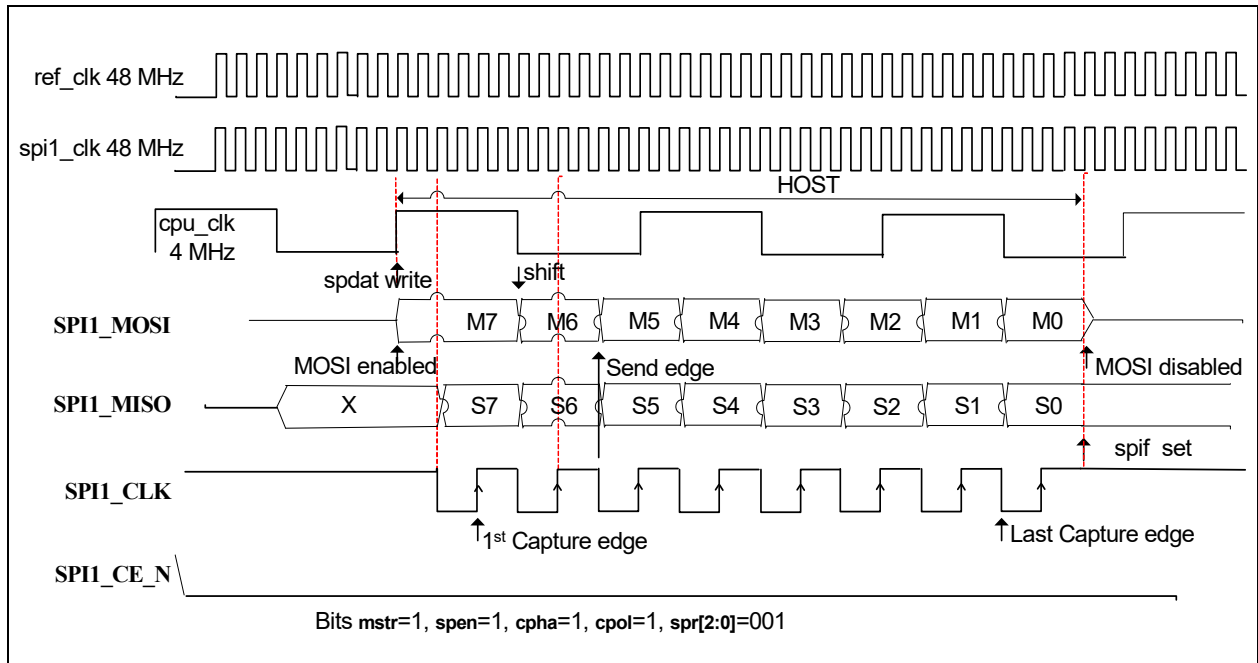 ref_clk 48 MHz
spi1_clk 48 MHz
HOST
cpu_clk
4 MHz
spdat write
shift
SPI1_MOSI
M7 M6 M5 M4 M3 M2 M1 M0
MOSI enabled
Send edge
MOSI disabled
SPI1_MISO
X S7 S6 S5 S4 S3 S2 S1 S0
spif set
SPI1_CLK
1st Capture edge
Last Capture edge
SPI1_CE_N
Bits mstr=1, spen=1, cpha=1, cpol=1, spr[2:0]=001